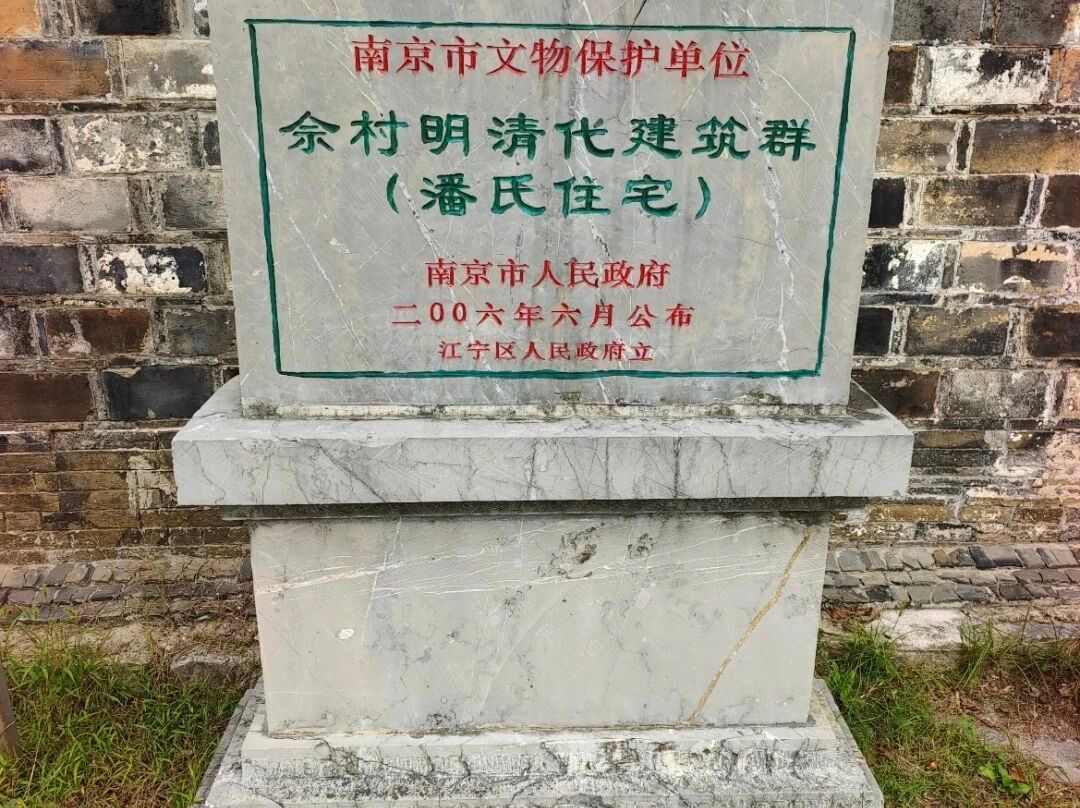 南京市文物保护单位
佘村明清代建筑群
（潘氏住宅）
南京市人民政府
二00六年六月公布
江宁区人民政府立